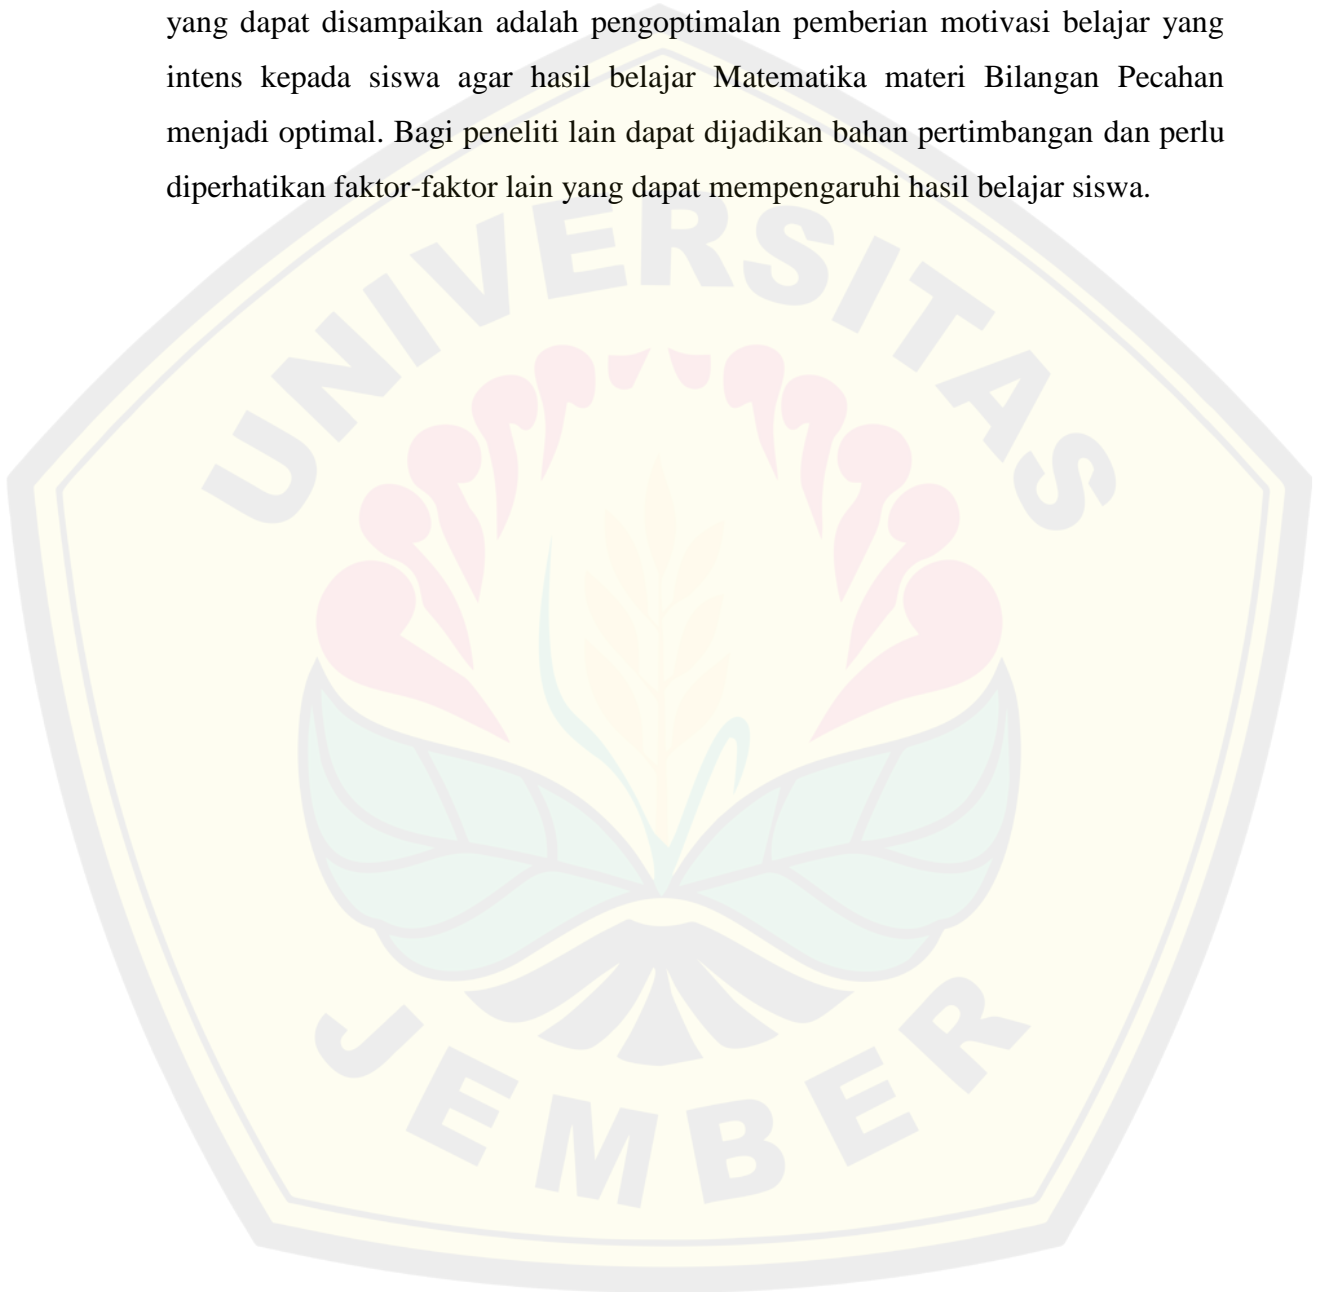 yang dapat disampaikan adalah pengoptimalan pemberian motivasi belajar yang
intens kepada siswa agar hasil belajar Matematika materi Bilangan Pecahan
menjadi optimal. Bagi peneliti lain dapat dijadikan bahan pertimbangan dan perlu
diperhatikan faktor-faktor lain yang dapat mempengaruhi hasil belajar siswa.
UNIVERSITAS
JEMBER